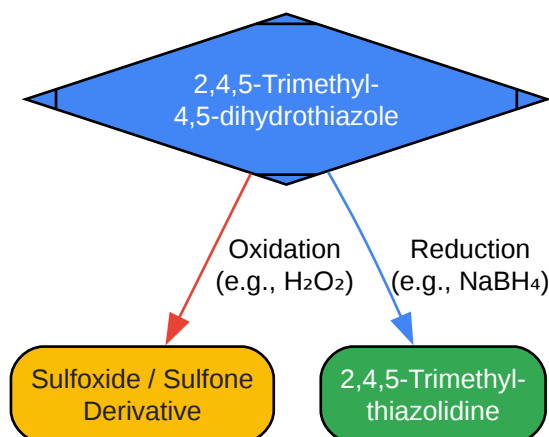 2,4,5-Trimethyl-
4,5-dihydrothiazole
Oxidation
(e.g., H₂O₂)
Reduction
(e.g., NaBH₄)
Sulfoxide / Sulfone
Derivative
2,4,5-Trimethyl-
thiazolidine